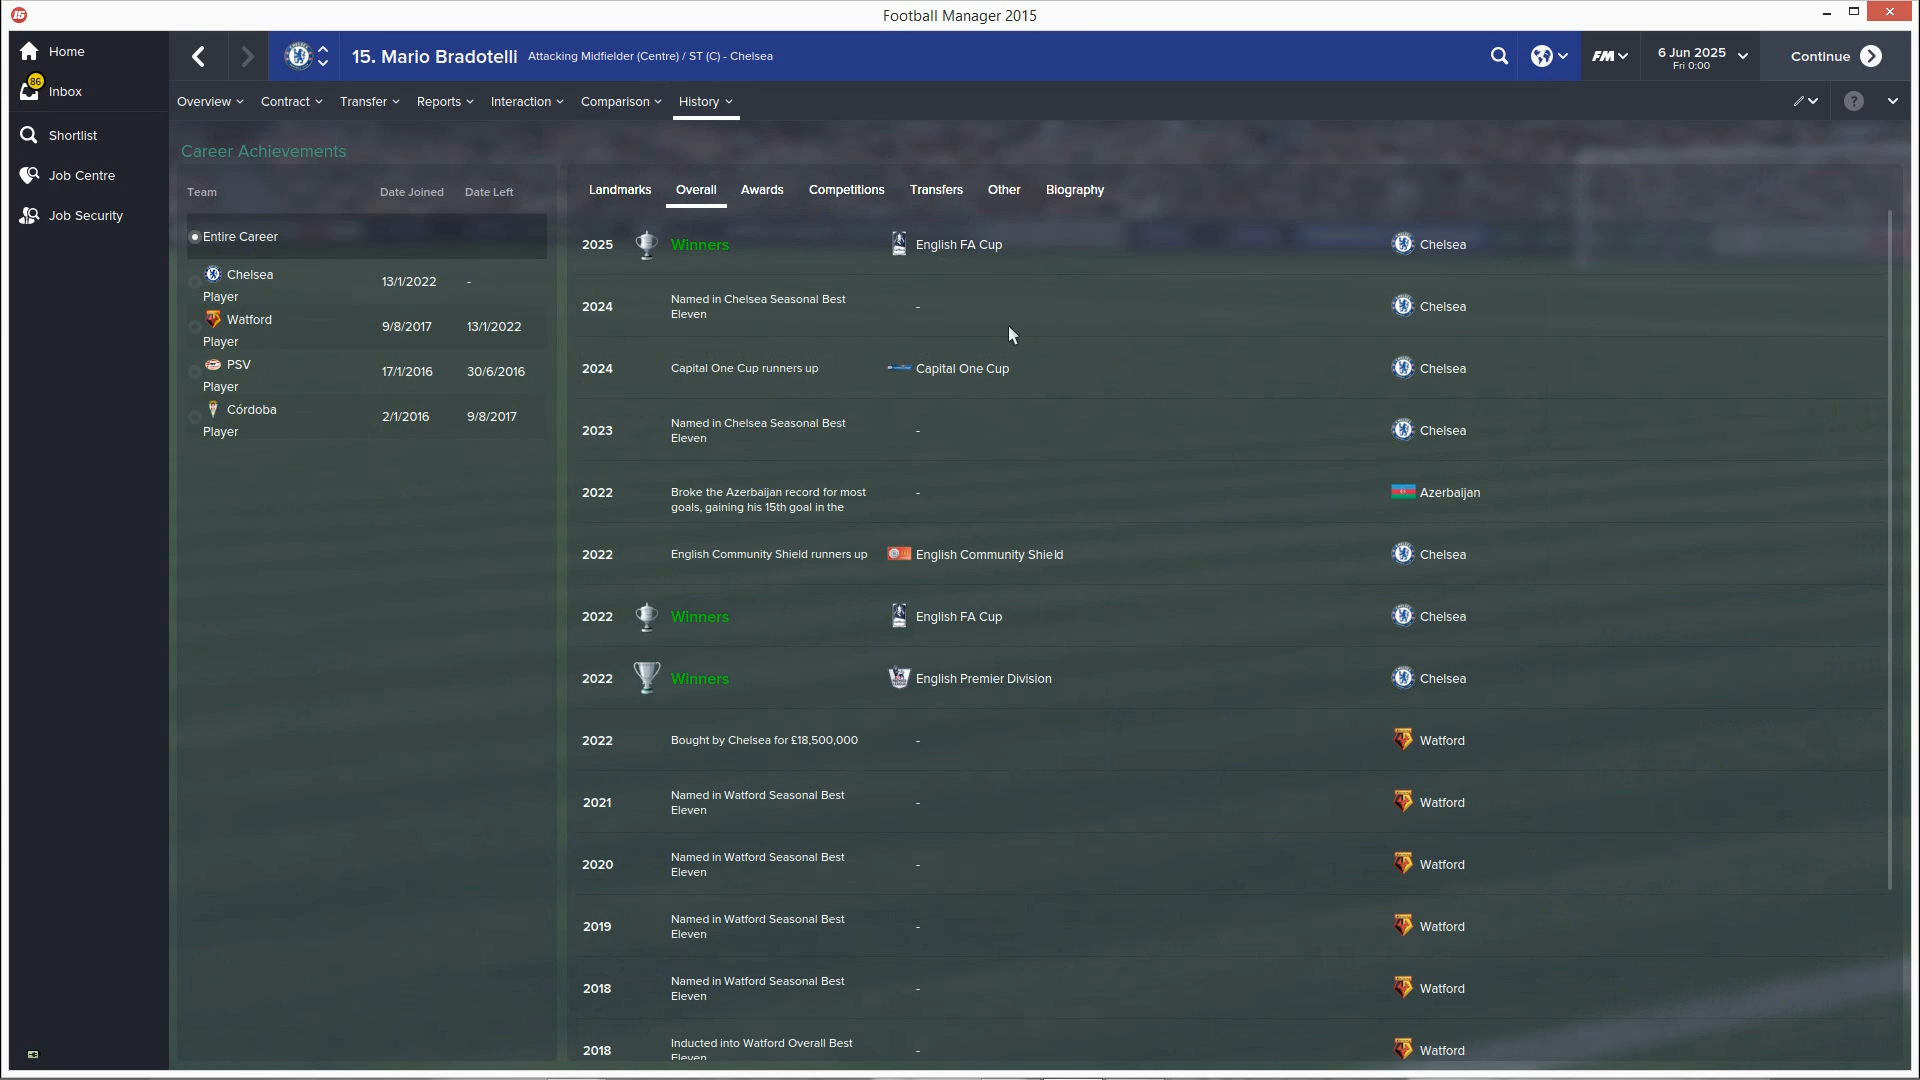 Football Manager 2015
Home
86
Inbox
Shortlist
Job Centre
Job Security
15. Mario Bradotelli
Attacking Midfielder (Centre) / ST (C) - Chelsea
FM
6 Jun 2025
Fri 0:00
Continue
Overview
Contract
Transfer
Reports
Interaction
Comparison
History
?
Career Achievements
Team
Date Joined
Date Left
Entire Career
Chelsea
Player
13/1/2022
-
Watford
Player
9/8/2017
13/1/2022
PSV
Player
17/1/2016
30/6/2016
Córdoba
Player
2/1/2016
9/8/2017
Landmarks
Overall
Awards
Competitions
Transfers
Other
Biography
2025
Winners
English FA Cup
Chelsea
2024
Named in Chelsea Seasonal Best
Eleven
-
Chelsea
2024
Capital One Cup runners up
Capital One Cup
Chelsea
2023
Named in Chelsea Seasonal Best
Eleven
-
Chelsea
2022
Broke the Azerbaijan record for most
goals, gaining his 15th goal in the
-
Azerbaijan
2022
English Community Shield runners up
English Community Shield
Chelsea
2022
Winners
English FA Cup
Chelsea
2022
Winners
English Premier Division
Chelsea
2022
Bought by Chelsea for £18,500,000
-
Watford
2021
Named in Watford Seasonal Best
Eleven
-
Watford
2020
Named in Watford Seasonal Best
Eleven
-
Watford
2019
Named in Watford Seasonal Best
Eleven
-
Watford
2018
Named in Watford Seasonal Best
Eleven
-
Watford
2018
Inducted into Watford Overall Best
Eleven
-
Watford